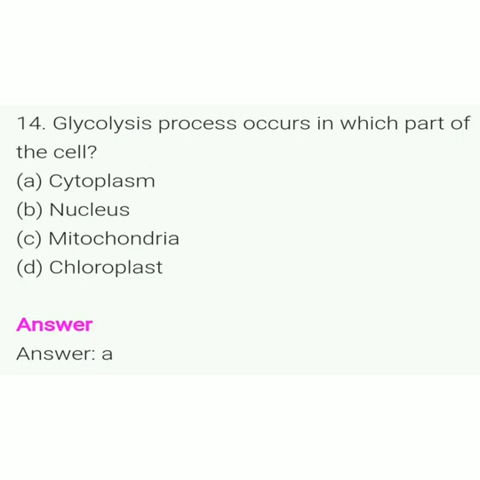 14. Glycolysis process occurs in which part of
the cell?
(a) Cytoplasm
(b) Nucleus
(c) Mitochondria
(d) Chloroplast
Answer
Answer: a